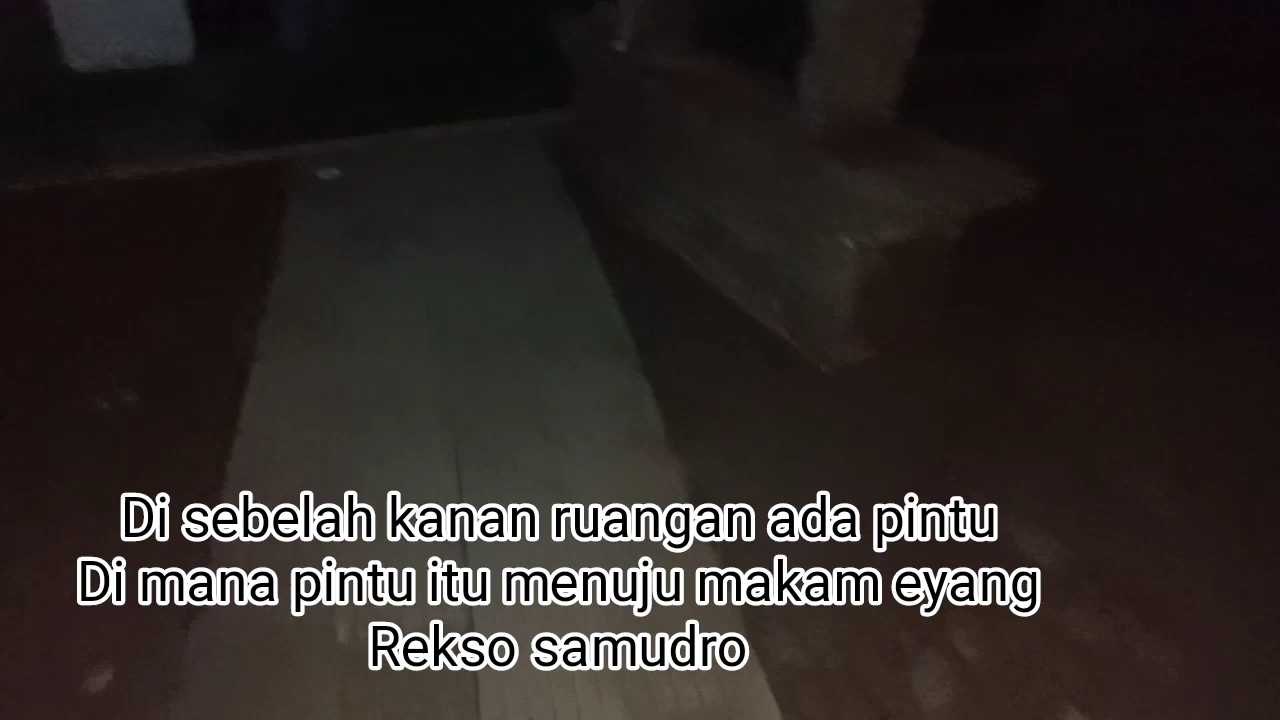 Di sebelah kanan ruangan ada pintu
Di mana pintu itu menuju makam eyang
Rekso samudro